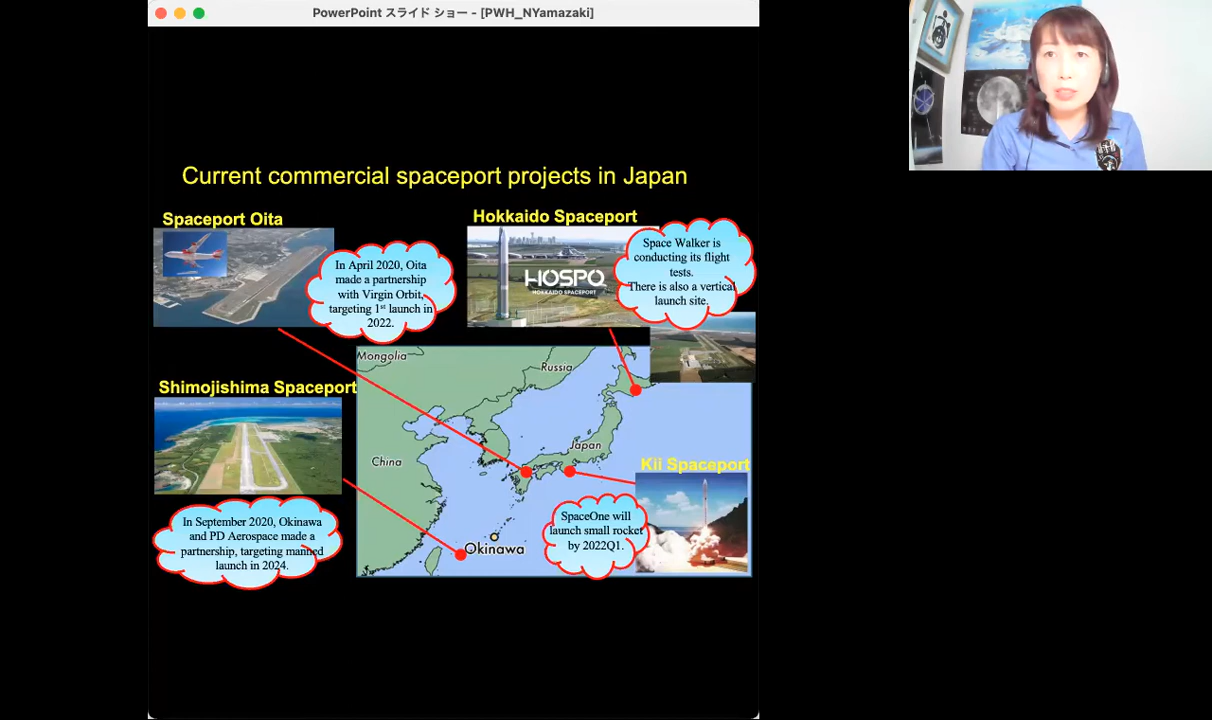 PowerPoint スライド ショー - [PWH_NYamazaki]
Current commercial spaceport projects in Japan
Spaceport Oita
In April 2020, Oita
made a partnership
with Virgin Orbit,
targeting 1st launch in
2022.
Hokkaido Spaceport
HOSPO
HOKKAIDO SPACEPORT
Space Walker is
conducting its flight
tests.
There is also a vertical
launch site.
Shimojishima Spaceport
In September 2020, Okinawa
and PD Aerospace made a
partnership, targeting manned
launch in 2024.
Mongolia
Russia
China
Japan
Okinawa
Kii Spaceport
SpaceOne will
launch small rocket
by 2022Q1.